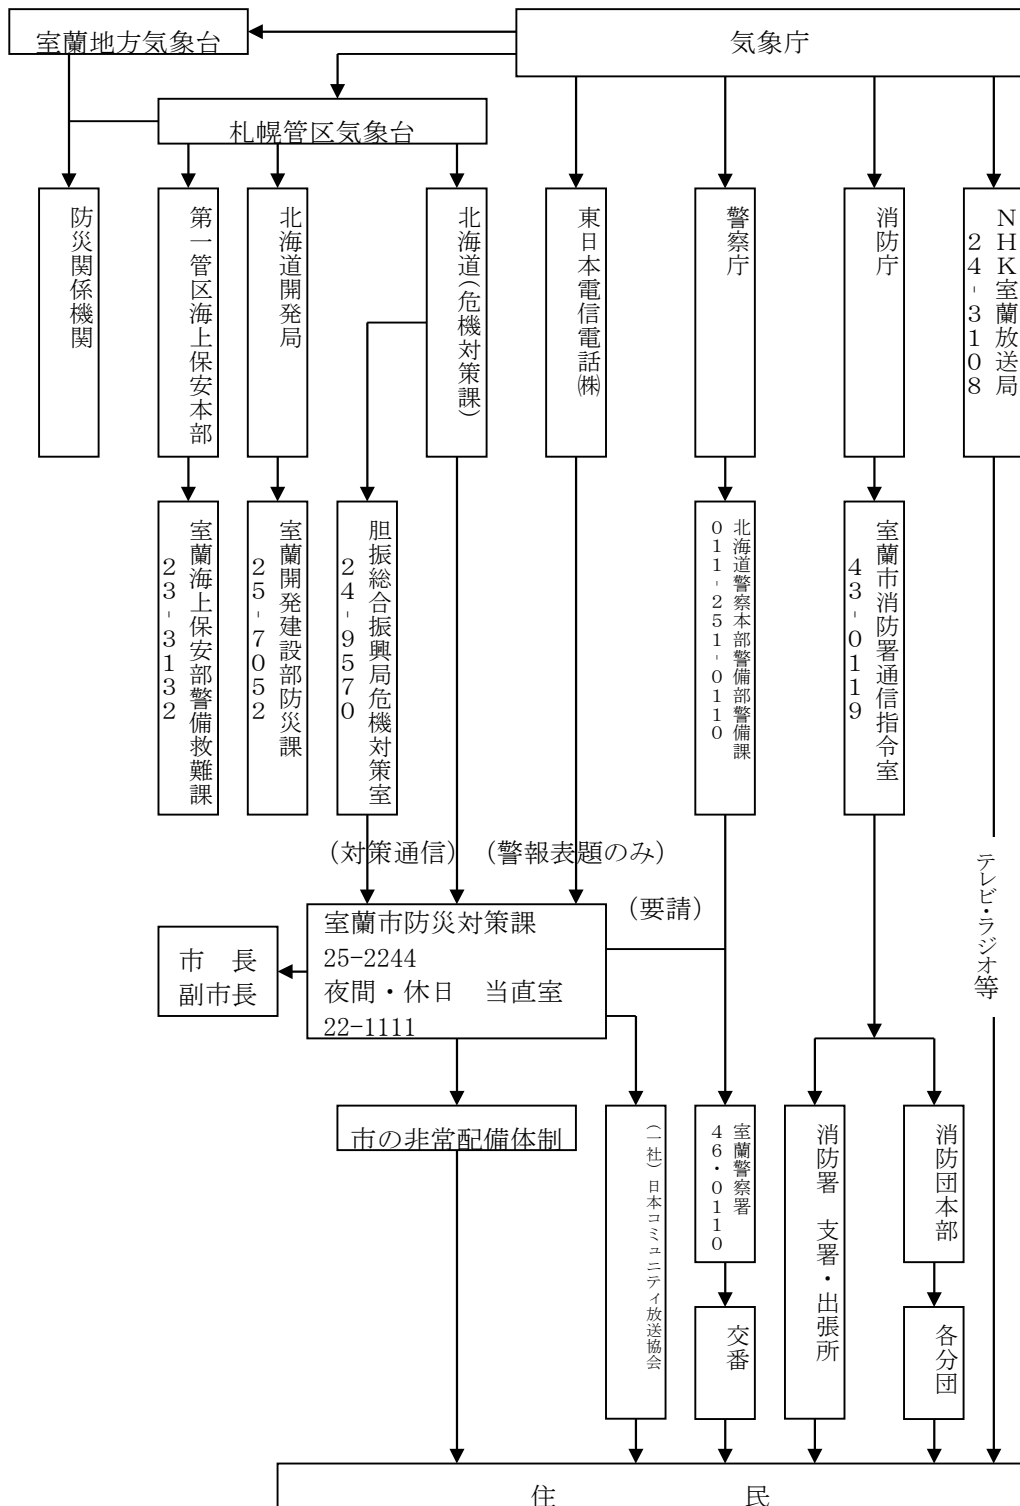 室蘭地方気象台
気象庁
札幌管区気象台
防災関係機関
第一管区海上保安本部
北海道開発局
北海道(危機対策課)
東日本電信電話㈱
警察庁
消防庁
NHK室蘭放送局
24-3108
室蘭海上保安部警備救難課
23-3132
室蘭開発建設部防災課
25-7052
胆振総合振興局危機対策室
24-9570
北海道警察本部警備部警備課
011-251-0110
室蘭市消防署通信指令室
43-0119
(対策通信)
(警報表題のみ)
テレビ・ラジオ等
(要請)
室蘭市防災対策課
25-2244
夜間・休日 当直室
22-1111
市 長
副市長
市の非常配備体制
(一社)日本コミュニティ放送協会
室蘭警察署
46・0110
消防署 支署・出張所
消防団本部
交番
各分団
住 民